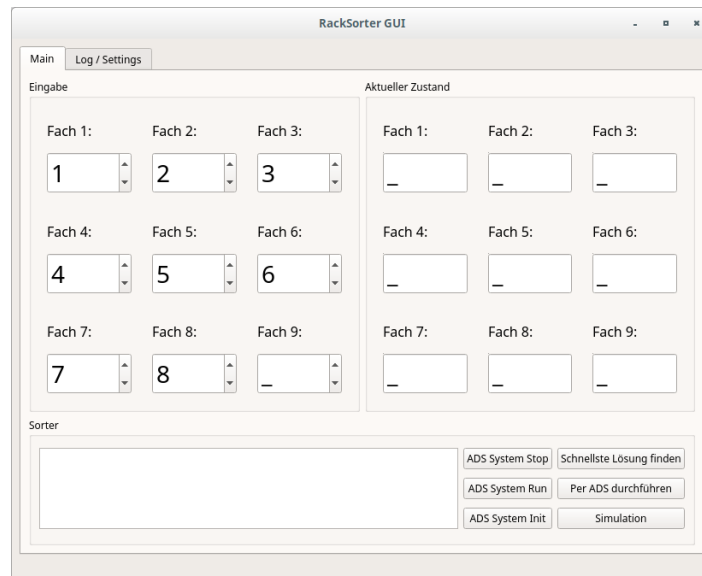 RackSorter GUI
Main Log / Settings
Eingabe Aktueller Zustand
Fach 1: Fach 2: Fach 3: Fach 1: Fach 2: Fach 3:
1 2 3 _ _ _
Fach 4: Fach 5: Fach 6: Fach 4: Fach 5: Fach 6:
4 5 6 _ _ _
Fach 7: Fach 8: Fach 9: Fach 7: Fach 8: Fach 9:
7 8 _ _ _ _
Sorter
ADS System Stop Schnellste Lösung finden
ADS System Run Per ADS durchführen
ADS System Init Simulation